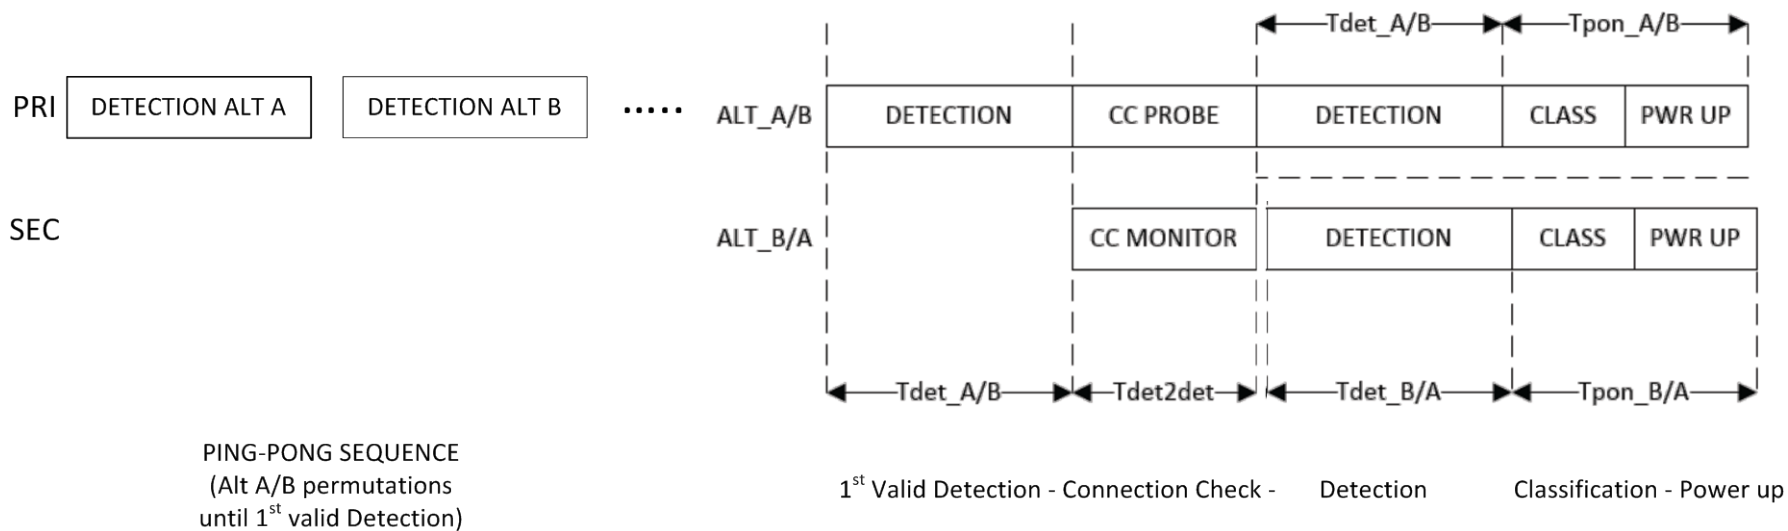 Tdet_A/B Tpon_A/B
PRI DETECTION ALT A DETECTION ALT B ..... ALT_A/B DETECTION CC PROBE DETECTION CLASS PWR UP
SEC ALT_B/A CC MONITOR DETECTION CLASS PWR UP
Tdet_A/B Tdet2det Tdet_B/A Tpon_B/A
PING-PONG SEQUENCE
(Alt A/B permutations
until 1st valid Detection)
1st Valid Detection - Connection Check - Detection Classification - Power up